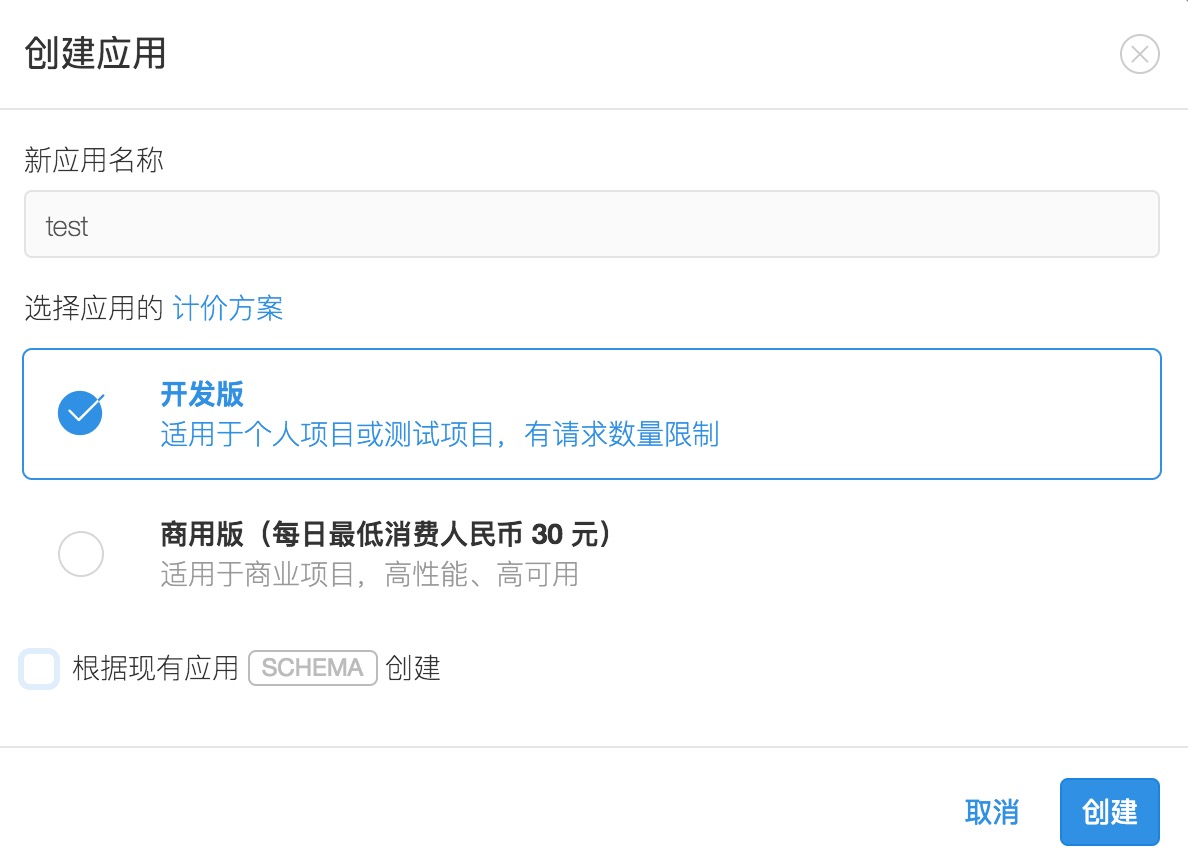 创建应用
新应用名称
test
选择应用的 计价方案
开发版
适用于个人项目或测试项目，有请求数量限制
商用版（每日最低消费人民币 30 元）
适用于商业项目，高性能、高可用
根据现有应用 SCHEMA 创建
取消 创建